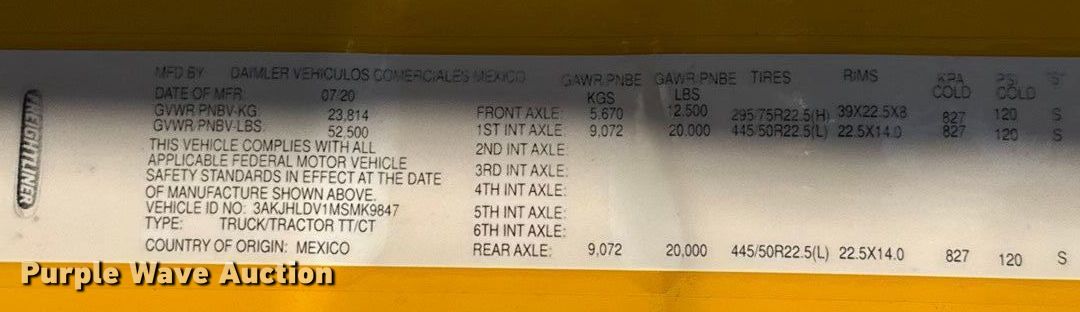 FREIGHTLINER
MFD BY: DAIMLER VEHICULOS COMERCIALES MEXICO
DATE OF MFR: 07/20
GVWR/PNBV-KG: 23,814
GVWR/PNBV-LBS: 52,500
THIS VEHICLE COMPLIES WITH ALL
APPLICABLE FEDERAL MOTOR VEHICLE
SAFETY STANDARDS IN EFFECT AT THE DATE
OF MANUFACTURE SHOWN ABOVE.
VEHICLE ID NO: 3AKJHLDV1MSMK9847
TYPE: TRUCK/TRACTOR TT/CT
COUNTRY OF ORIGIN: MEXICO
GAWR/PNBE KGS GAWR/PNBE LBS TIRES RIMS KPA COLD PSI COLD S
FRONT AXLE: 5,670 12,500 295/75R22.5(H) 39X22.5X8 827 120 S
1ST INT AXLE: 9,072 20,000 445/50R22.5(L) 22.5X14.0 827 120 S
2ND INT AXLE:
3RD INT AXLE:
4TH INT AXLE:
5TH INT AXLE:
6TH INT AXLE:
REAR AXLE: 9,072 20,000 445/50R22.5(L) 22.5X14.0 827 120 S
Purple Wave Auction